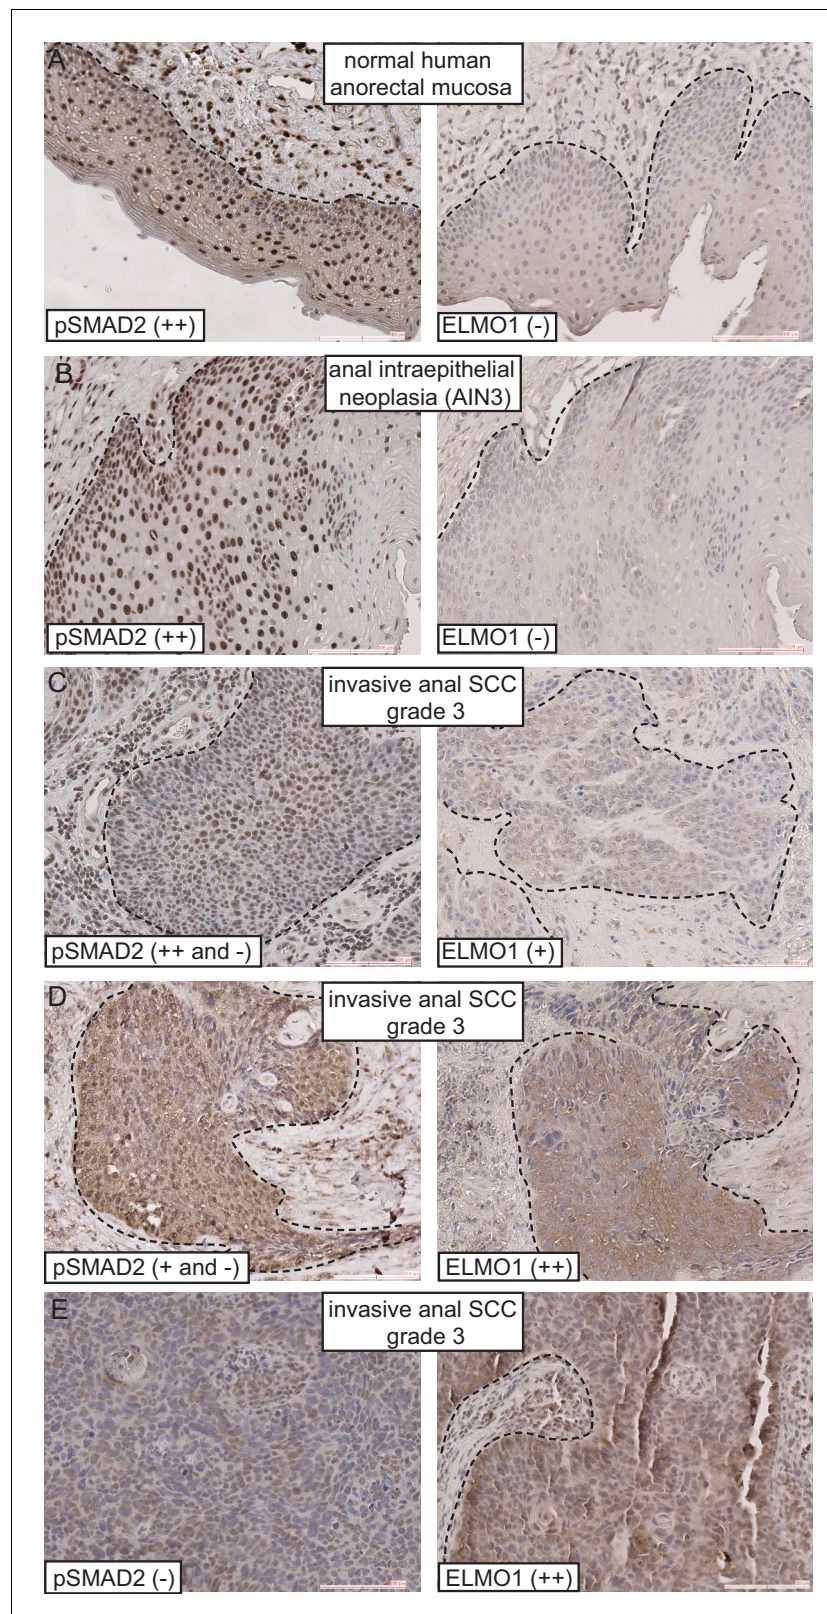 A
normal human
anorectal mucosa
pSMAD2 (++)
ELMO1 (-)
B
anal intraepithelial
neoplasia (AIN3)
pSMAD2 (++)
ELMO1 (-)
C
invasive anal SCC
grade 3
pSMAD2 (++ and -)
ELMO1 (+)
D
invasive anal SCC
grade 3
pSMAD2 (+ and -)
ELMO1 (++)
E
invasive anal SCC
grade 3
pSMAD2 (-)
ELMO1 (++)